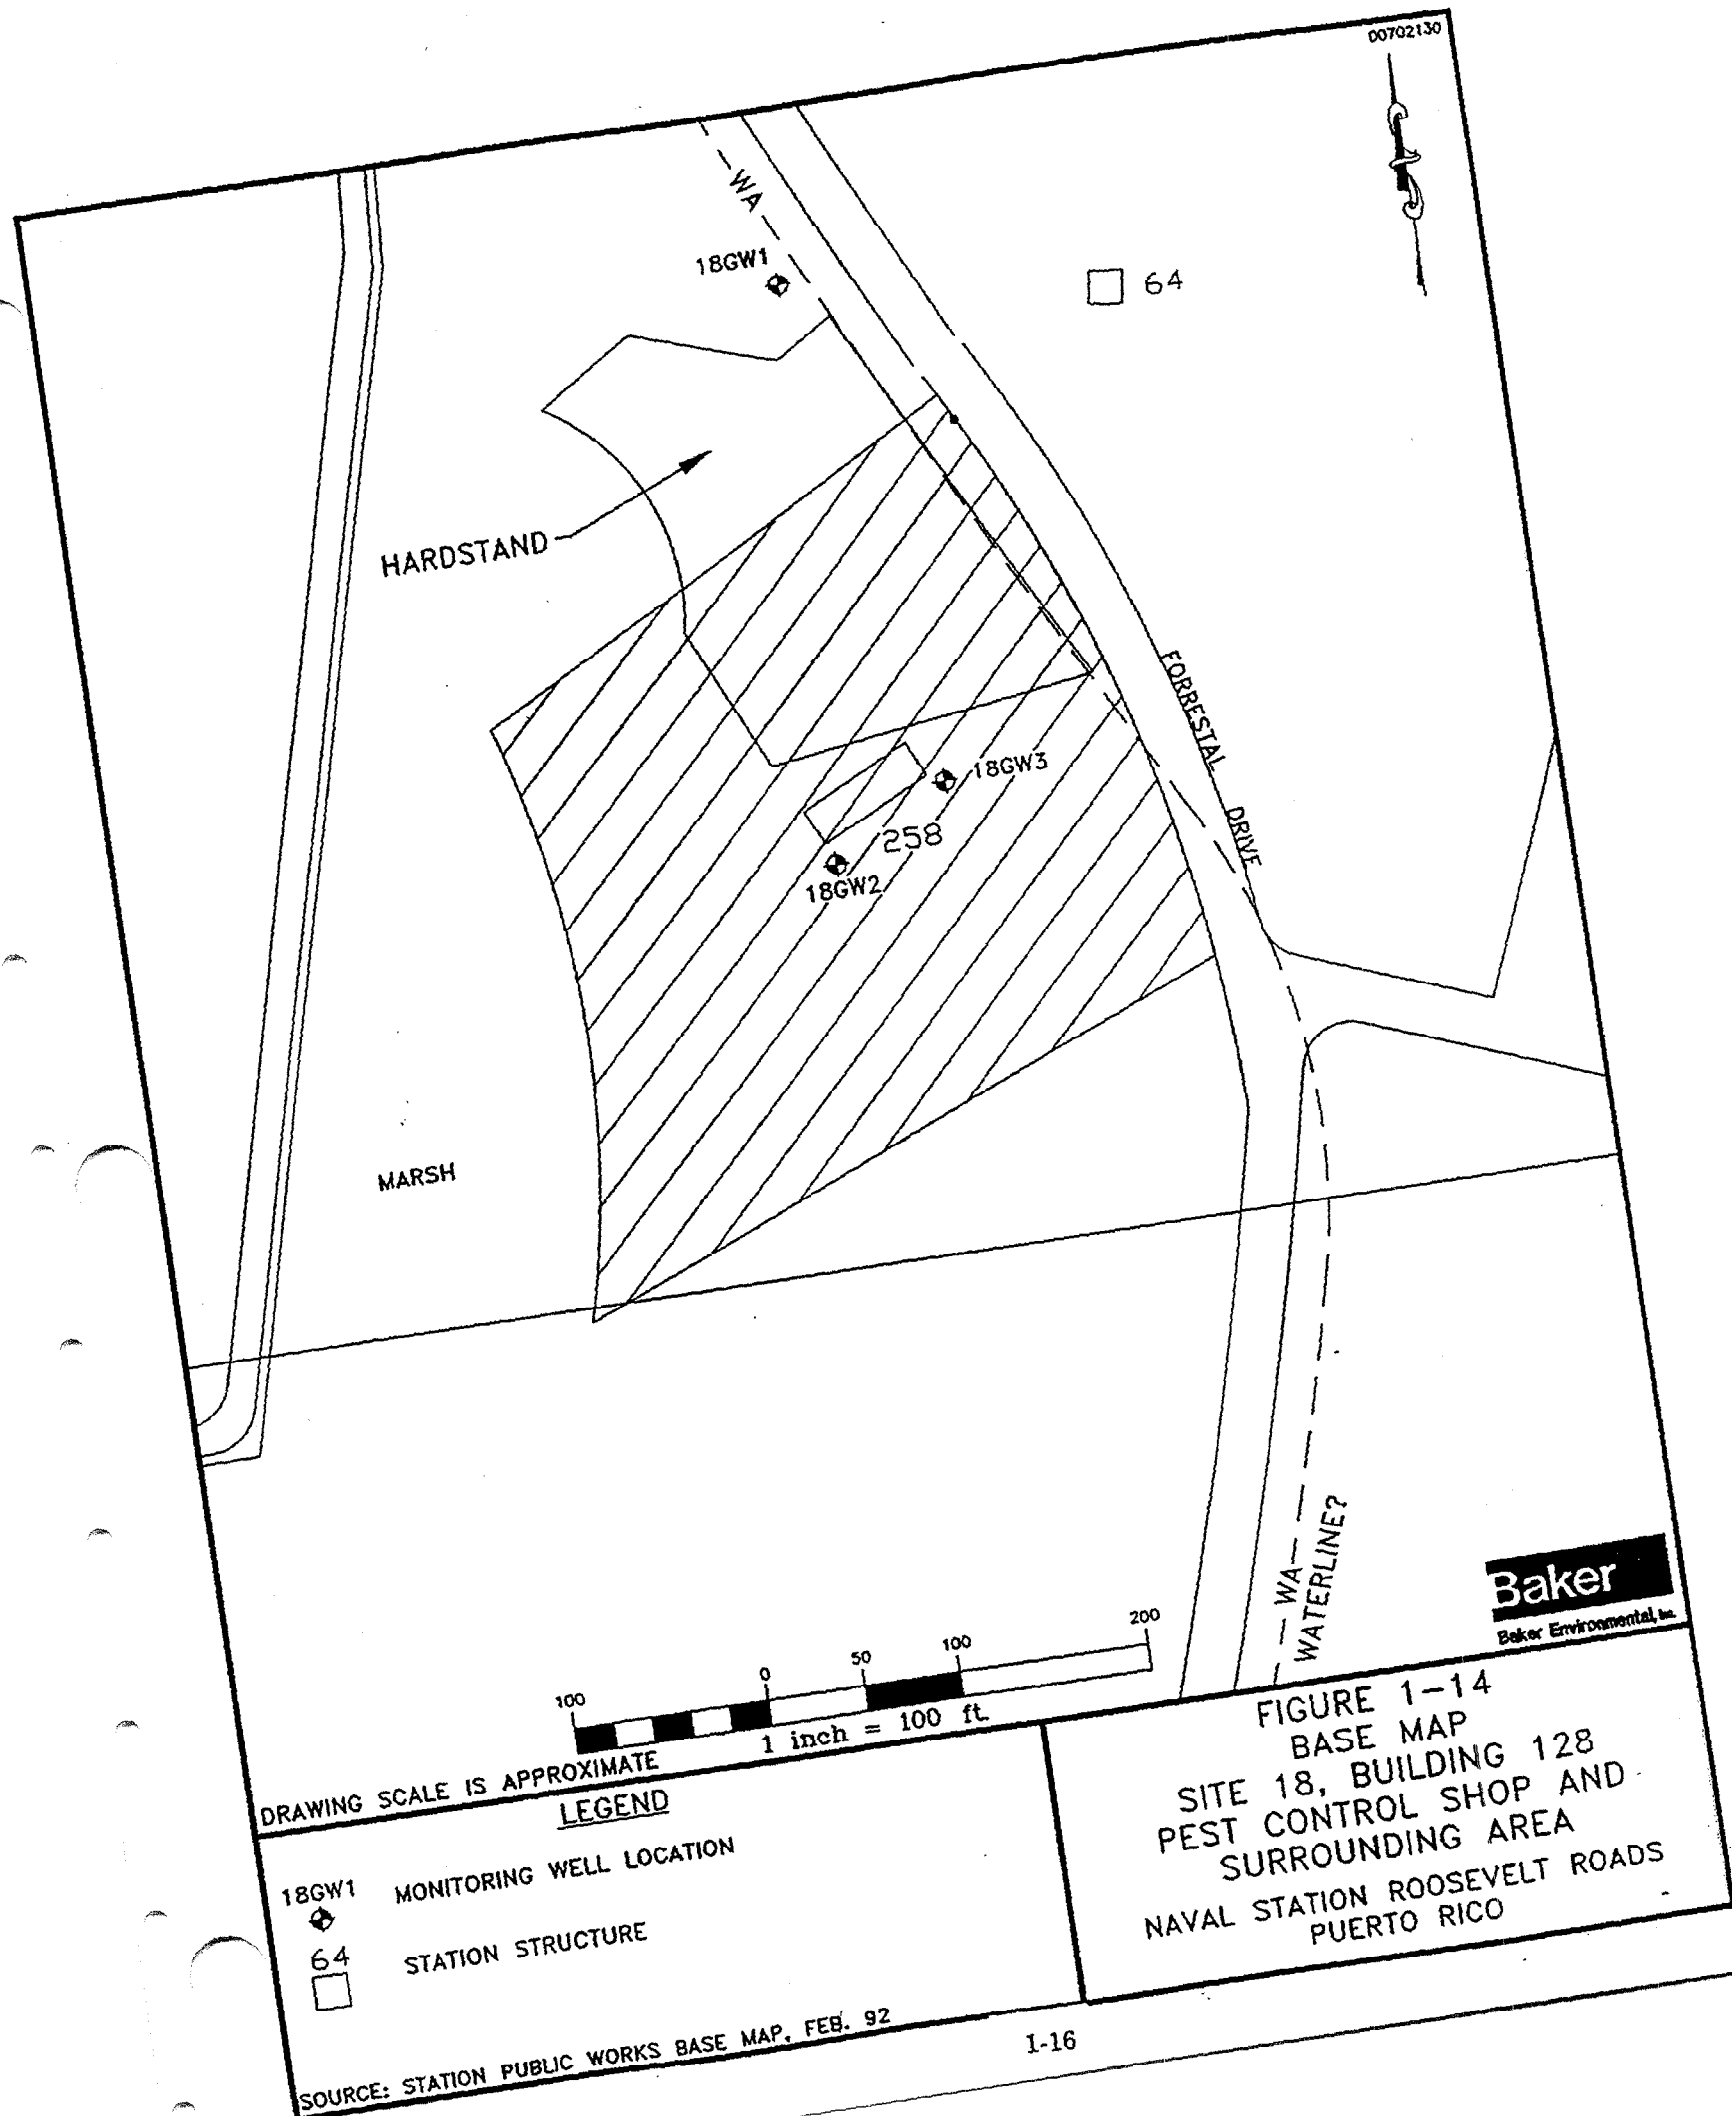 00702130
WA
18GW1
64
HARDSTAND
FORRESTAL
DRIVE
18GW3
258
18GW2
MARSH
WA
WATERLINE?
Baker
Baker Environmental, Inc.
100
0
50
100
200
1 inch = 100 ft.
DRAWING SCALE IS APPROXIMATE
LEGEND
18GW1
MONITORING WELL LOCATION
64
STATION STRUCTURE
SOURCE: STATION PUBLIC WORKS BASE MAP, FEB. 92
FIGURE 1-14
BASE MAP
SITE 18, BUILDING 128
PEST CONTROL SHOP AND
SURROUNDING AREA
NAVAL STATION ROOSEVELT ROADS
PUERTO RICO
1-16